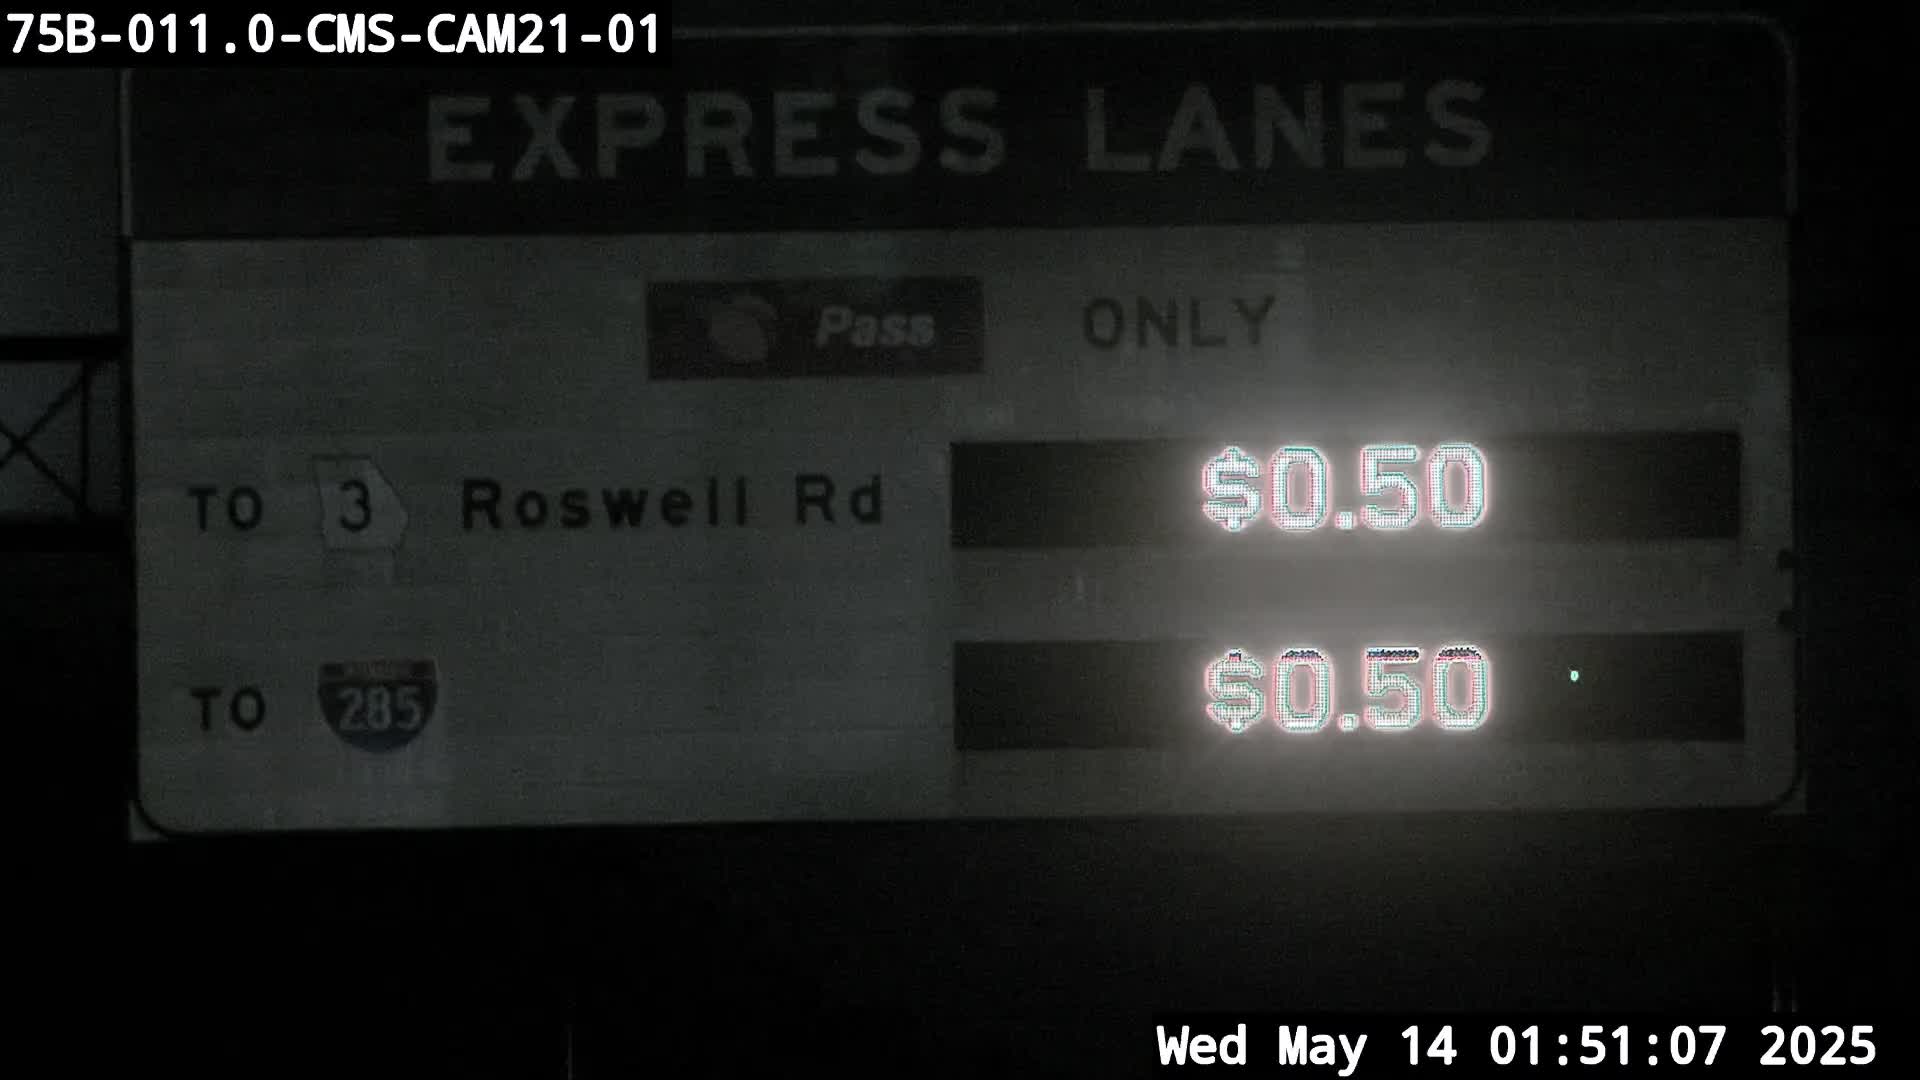 75B-011.0-CMS-CAM21-01
EXPRESS LANES
Pass ONLY
TO 3 Roswell Rd $0.50
TO 285 $0.50
Wed May 14 01:51:07 2025